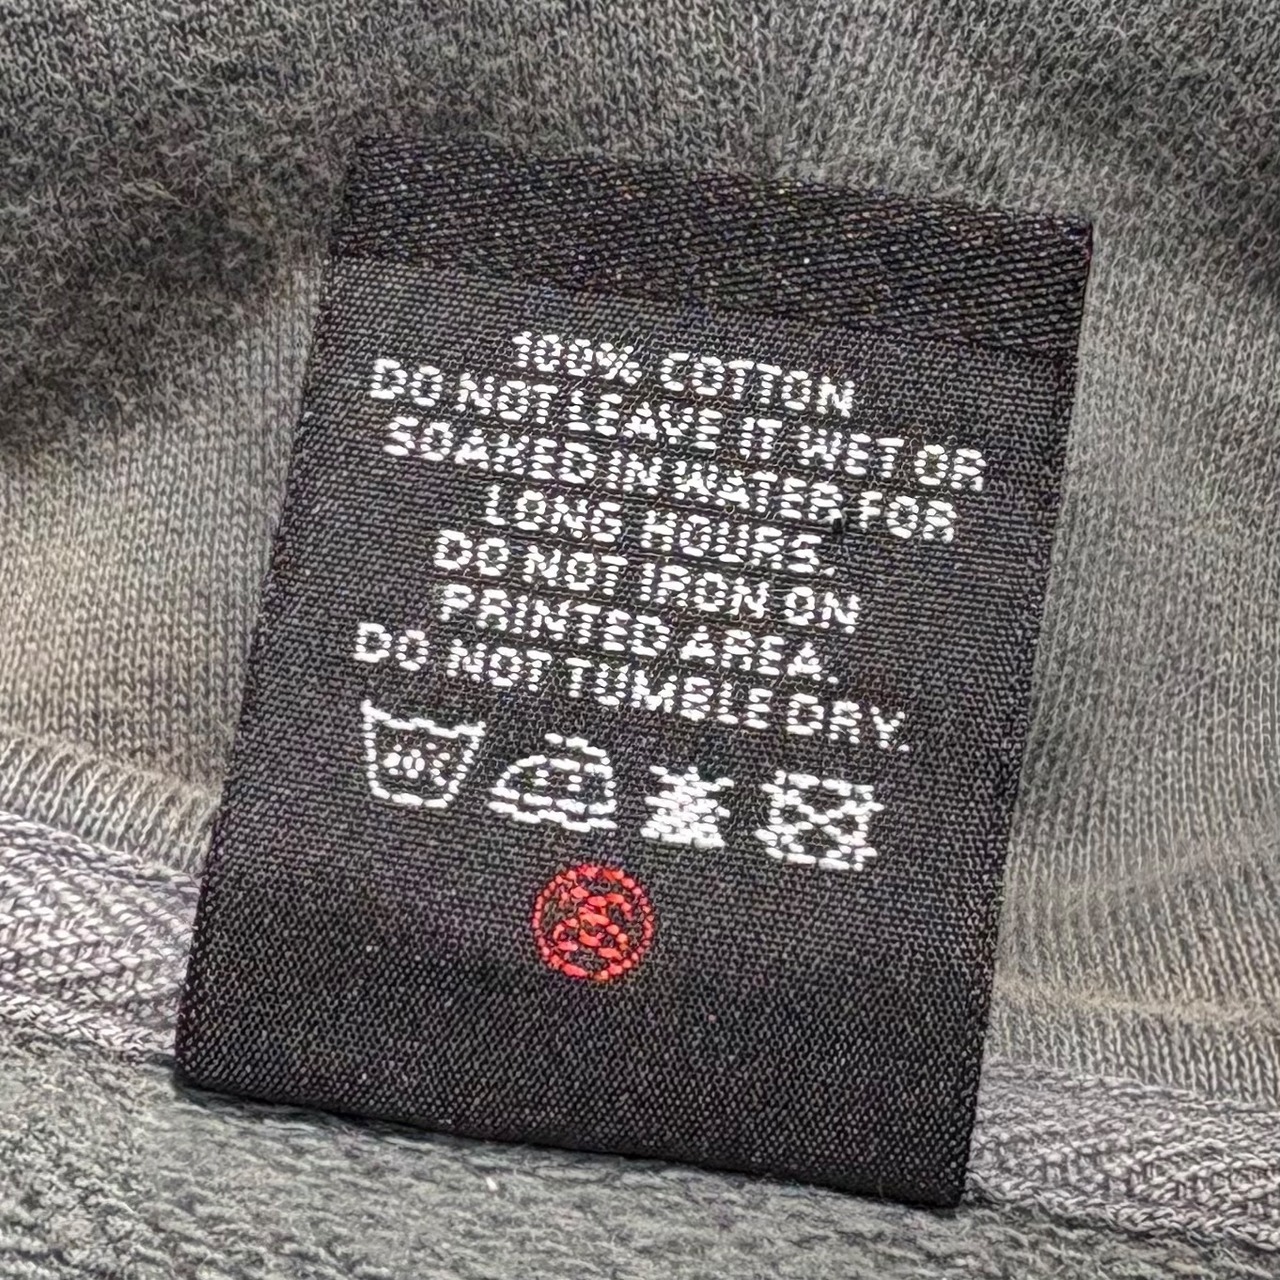 100% COTTON
DO NOT LEAVE IT WET OR
SOAKED IN WATER FOR
LONG HOURS.
DO NOT IRON ON
PRINTED AREA.
DO NOT TUMBLE DRY.